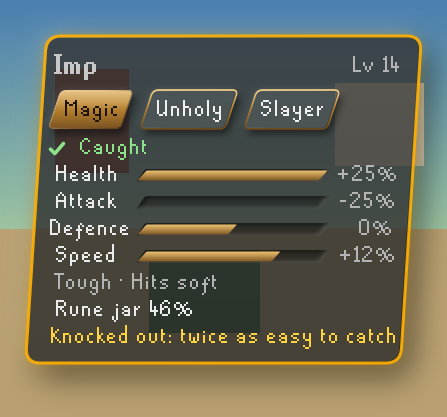 Imp Lv 14
Magic Unholy Slayer
Caught
Health +25%
Attack -25%
Defence 0%
Speed +12%
Tough · Hits soft
Rune jar 46%
Knocked out: twice as easy to catch